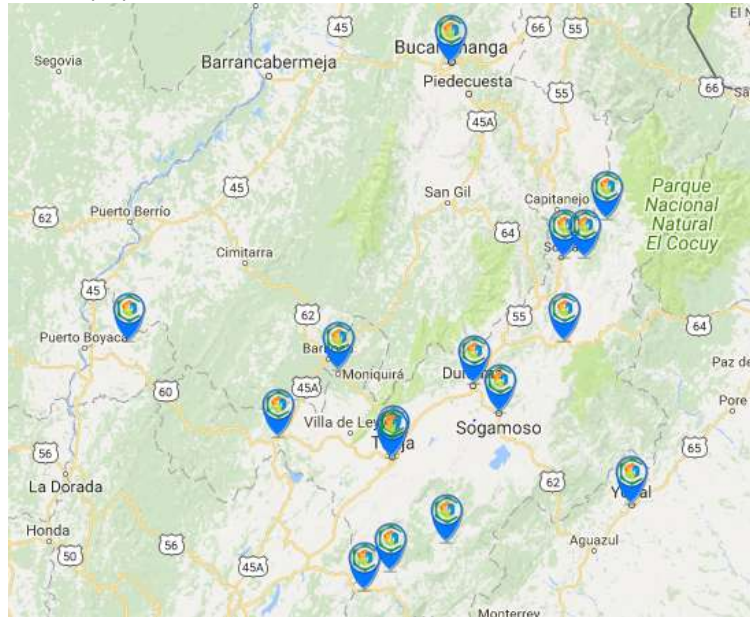 45
66
55
El
Segovia
Barrancabermeja
Bucaramanga
Piedecuesta
55
66
45A
45
San Gil
Capitanejo
Parque
Nacional
Natural
El Cocuy
62
Puerto Berrío
64
Cimitarra
45
62
55
64
Puerto Boyacá
Moniquirá
Paz de
60
45A
Pore
Villa de Ley
Sogamoso
56
65
La Dorada
62
Honda
50
56
45A
Aguazul
Monterrey